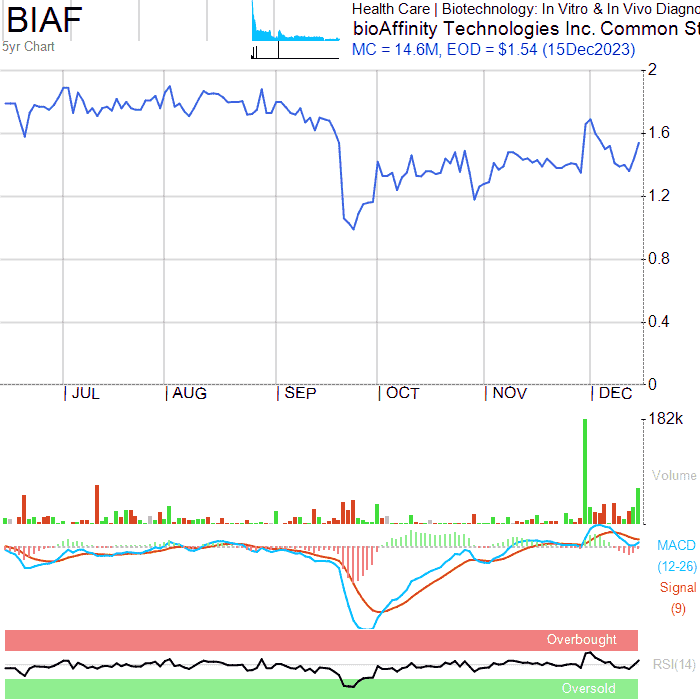 BIAF
5yr Chart
Health Care | Biotechnology: In Vitro & In Vivo
bioAffinity Technologies Inc. Common
MC = 14.6M, EOD = $1.54 (15Dec2023)
2
1.6
1.2
0.8
0.4
0
JUL AUG SEP OCT NOV DEC
182k
Volume
MACD
(12-26)
Signal
(9)
Overbought
RSI(14)
Oversold